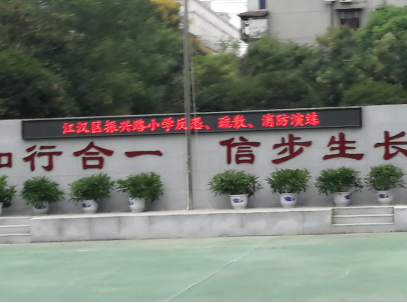 江汉区振兴路小学反恐、疏散、消防演练
知行合一 信步生长